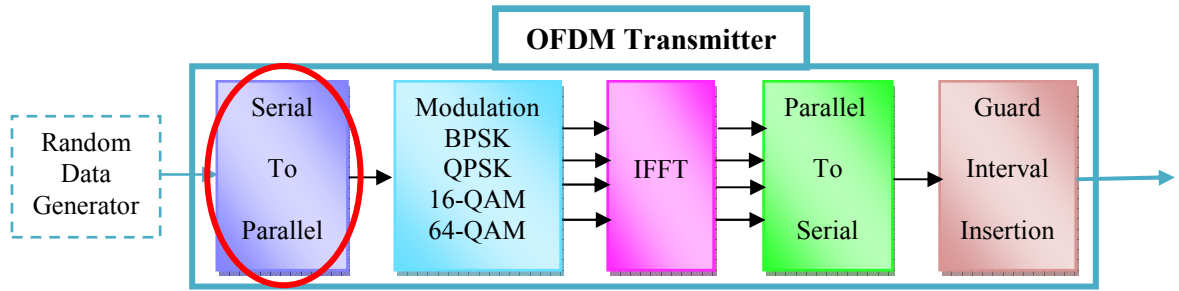 OFDM Transmitter
Random
Data
Generator
Serial
To
Parallel
Modulation
BPSK
QPSK
16-QAM
64-QAM
IFFT
Parallel
To
Serial
Guard
Interval
Insertion